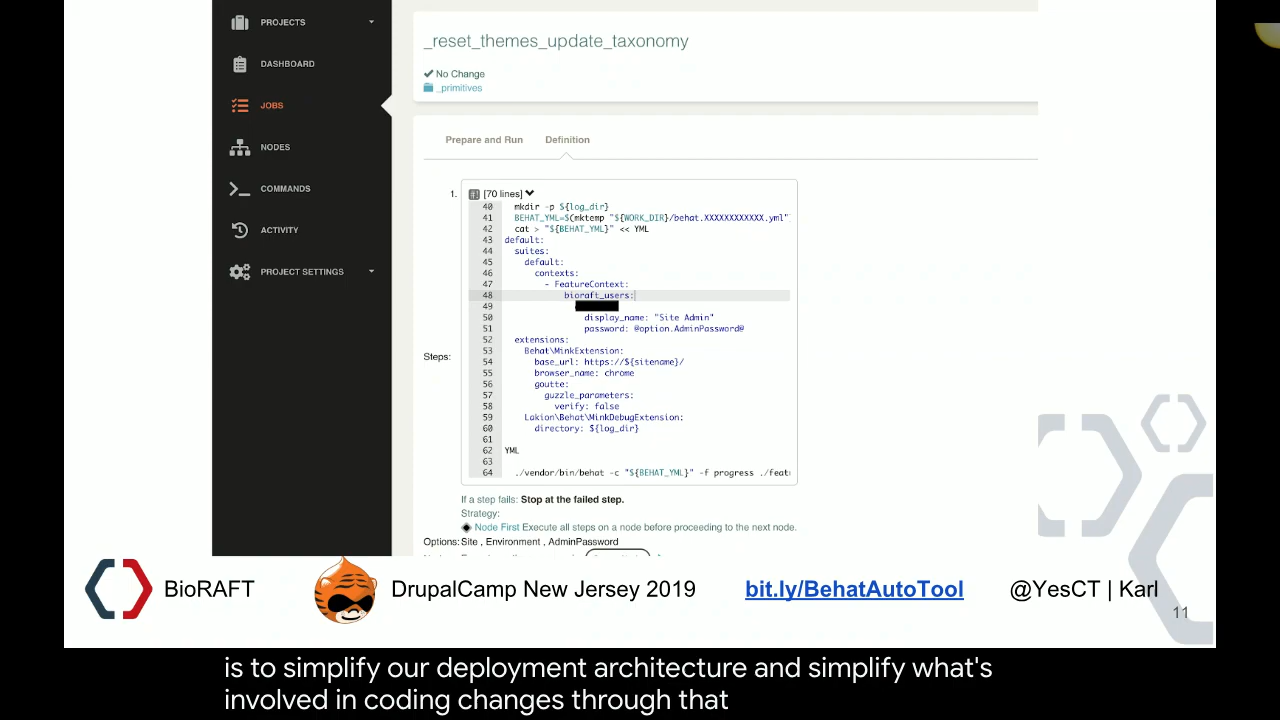 PROJECTS
DASHBOARD
JOBS
NODES
COMMANDS
ACTIVITY
PROJECT SETTINGS
_reset_themes_update_taxonomy
No Change
_primitives
Prepare and Run Definition
Steps:
1. [70 lines]
40 mkdir -p ${log_dir}
41 BEHAT_YML=$(mktemp "${WORK_DIR}/behat.XXXXXXXXXXXX.yml"
42 cat > "${BEHAT_YML}" << YML
43 default:
44 suites:
45 default:
46 contexts:
47 - FeatureContext:
48 bioraft_users:
49
50 display_name: "Site Admin"
51 password: @option.AdminPassword@
52 extensions:
53 Behat\MinkExtension:
54 base_url: https://${sitename}/
55 browser_name: chrome
56 goutte:
57 guzzle_parameters:
58 verify: false
59 Lakion\Behat\MinkDebugExtension:
60 directory: ${log_dir}
61
62 YML
63
64 ./vendor/bin/behat -c "${BEHAT_YML}" -f progress ./feat
If a step fails: Stop at the failed step.
Strategy:
Node First Execute all steps on a node before proceeding to the next node.
Options: Site , Environment , AdminPassword
BioRAFT DrupalCamp New Jersey 2019 bit.ly/BehatAutoTool @YesCT | Karl
11
is to simplify our deployment architecture and simplify what's
involved in coding changes through that